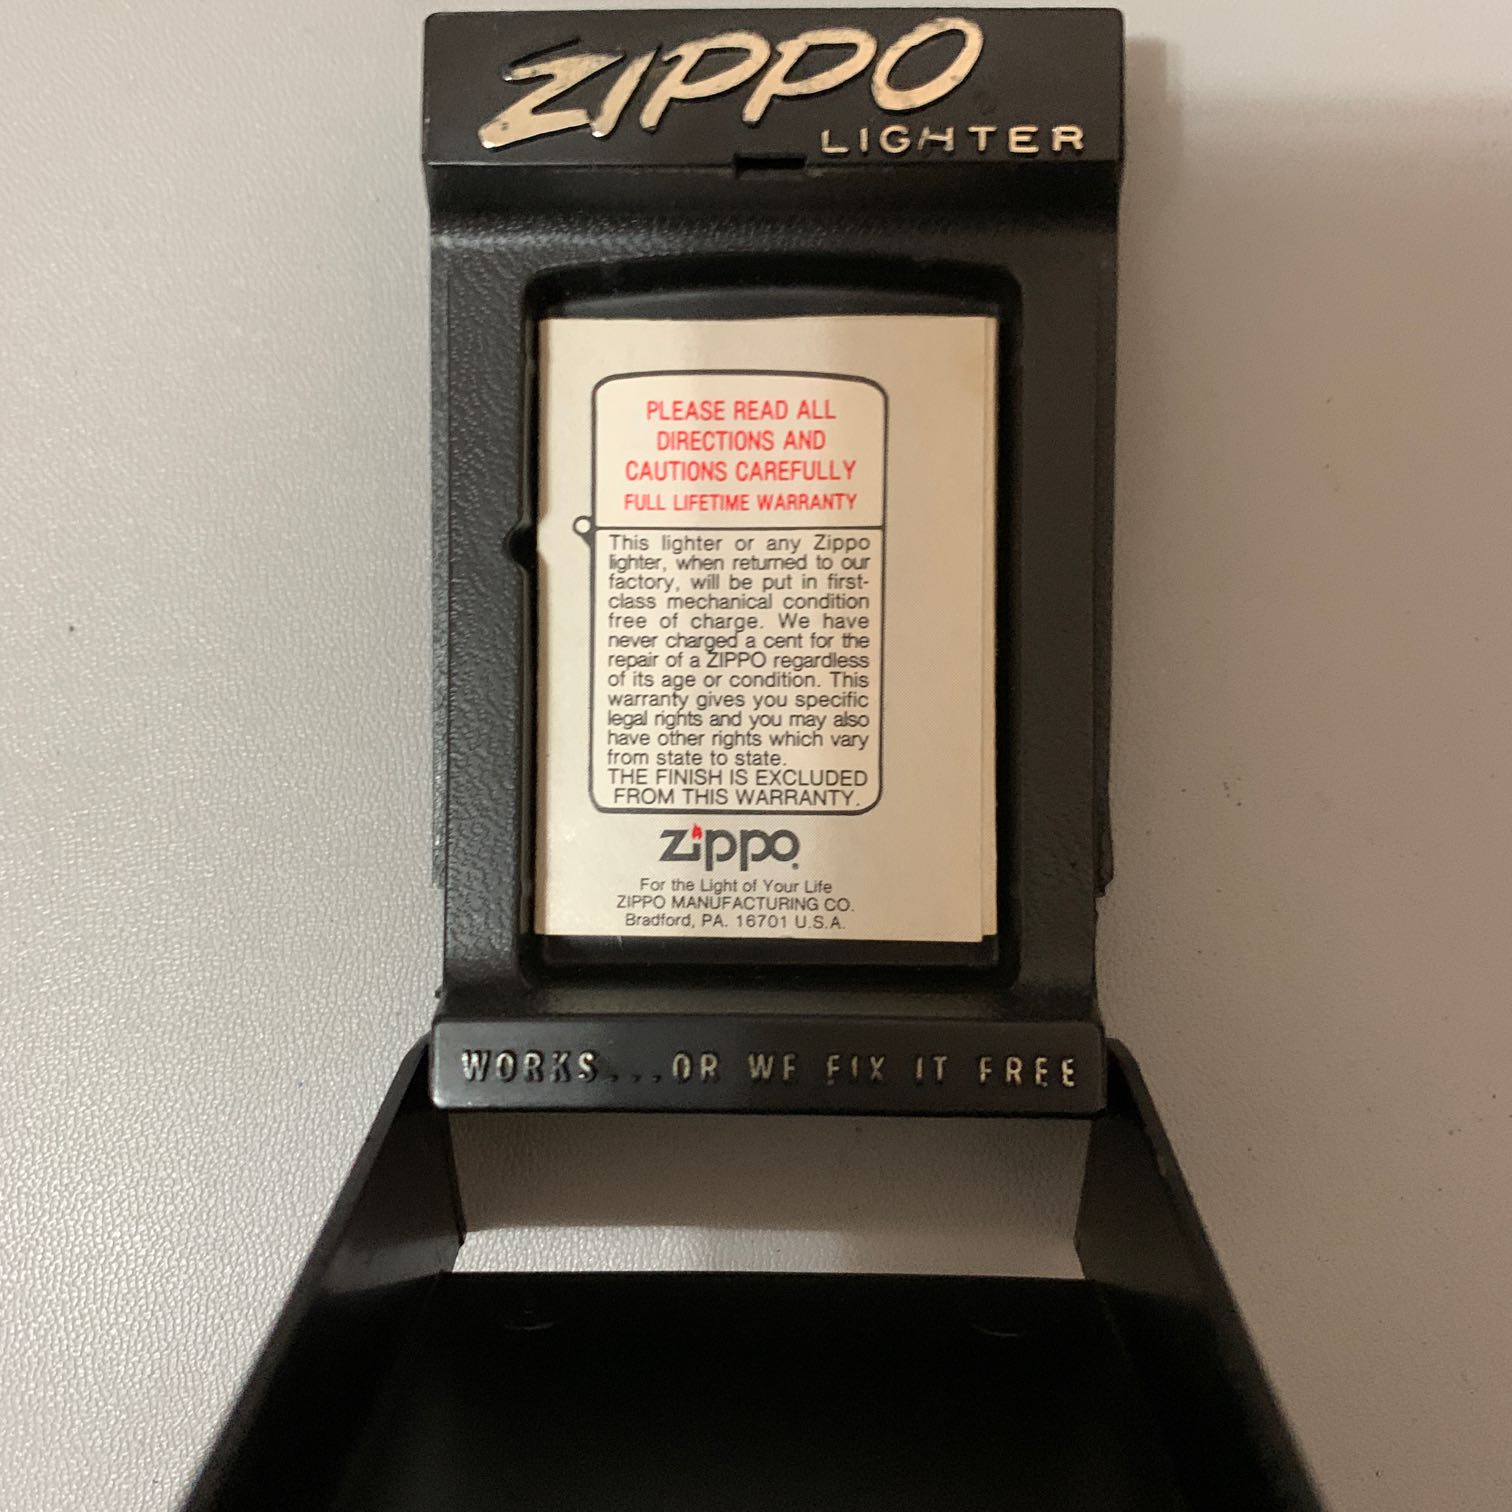 ZIPPO
LIGHTER
PLEASE READ ALL
DIRECTIONS AND
CAUTIONS CAREFULLY
FULL LIFETIME WARRANTY
This lighter or any Zippo
lighter, when returned to our
factory, will be put in first-
class mechanical condition
free of charge. We have
never charged a cent for the
repair of a ZIPPO regardless
of its age or condition. This
warranty gives you specific
legal rights and you may also
have other rights which vary
from state to state.
THE FINISH IS EXCLUDED
FROM THIS WARRANTY.
zippo
For the Light of Your Life
ZIPPO MANUFACTURING CO.
Bradford, PA. 16701 U.S.A.
WORKS...OR WE FIX IT FREE